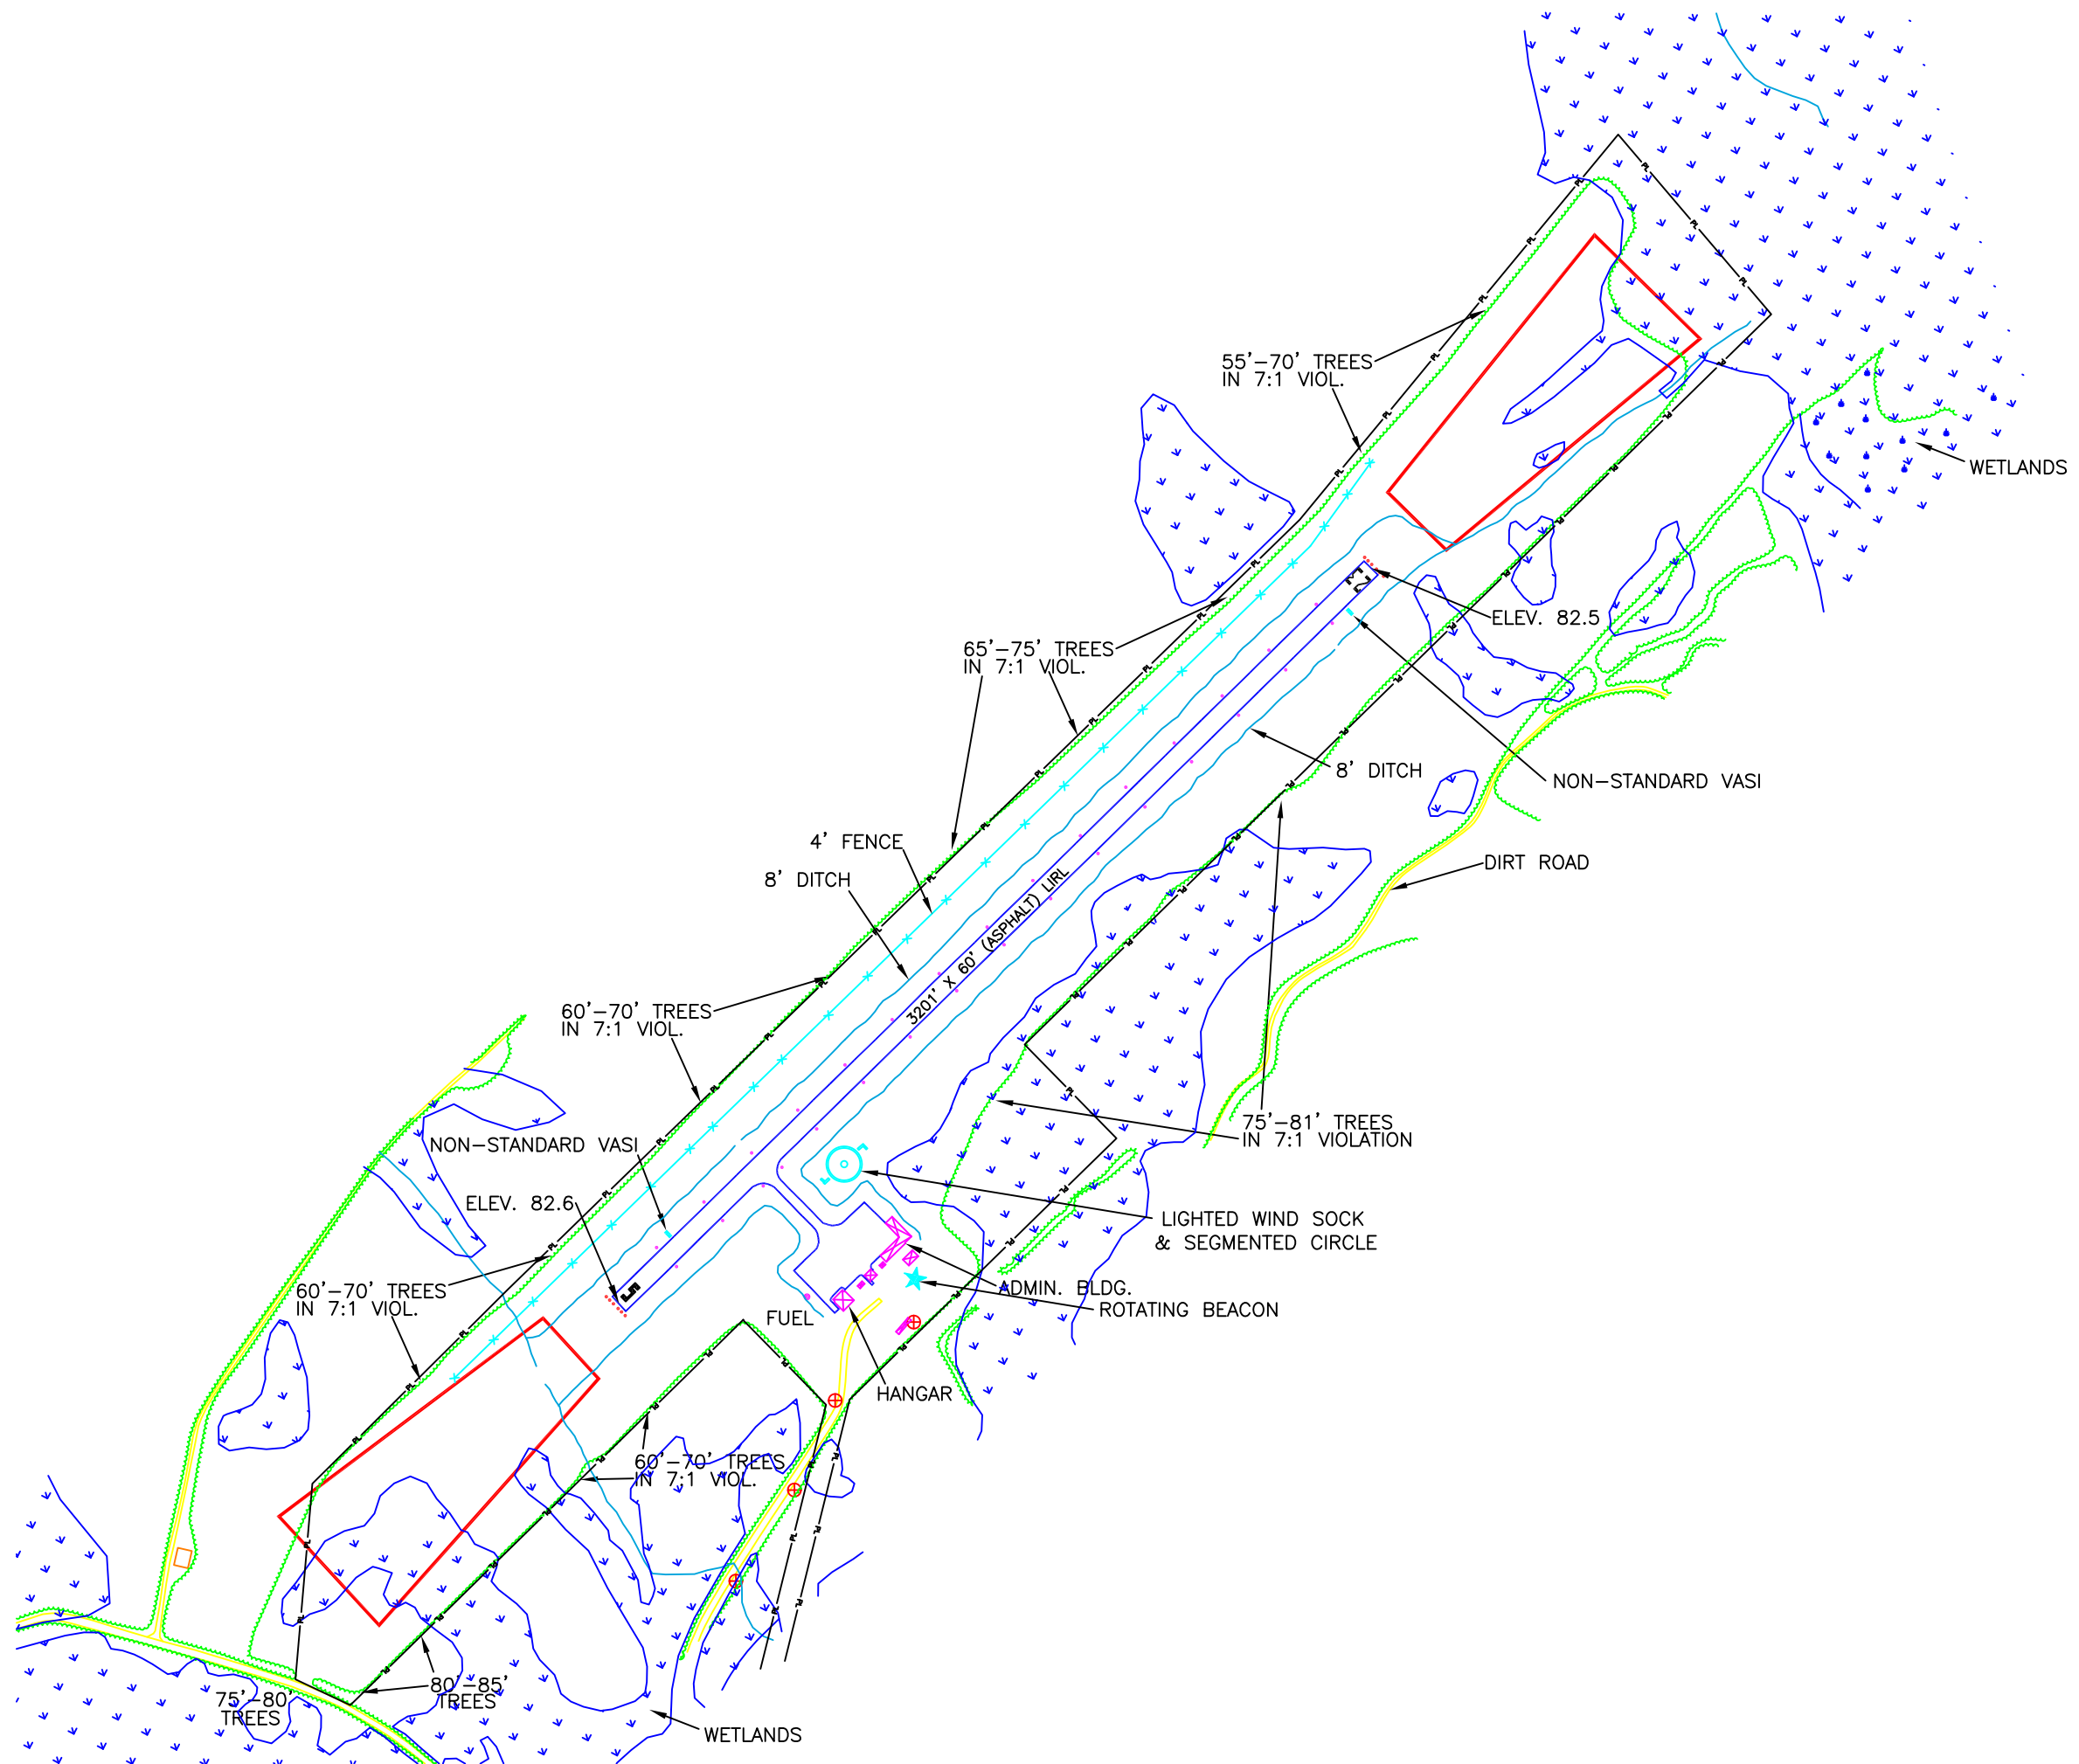 55'-70' TREES
IN 7:1 VIOL.
WETLANDS
ELEV. 82.5
65'-75' TREES
IN 7:1 VIOL.
NON-STANDARD VASI
8' DITCH
4' FENCE
8' DITCH
DIRT ROAD
3201' X 60' (ASPHALT) LIRL
60'-70' TREES
IN 7:1 VIOL.
75'-81' TREES
IN 7:1 VIOLATION
NON-STANDARD VASI
ELEV. 82.6
LIGHTED WIND SOCK
& SEGMENTED CIRCLE
60'-70' TREES
IN 7:1 VIOL.
5
ADMIN. BLDG.
ROTATING BEACON
FUEL
HANGAR
60'-70' TREES
IN 7:1 VIOL.
80'-85'
TREES
75'-80'
TREES
WETLANDS
PL